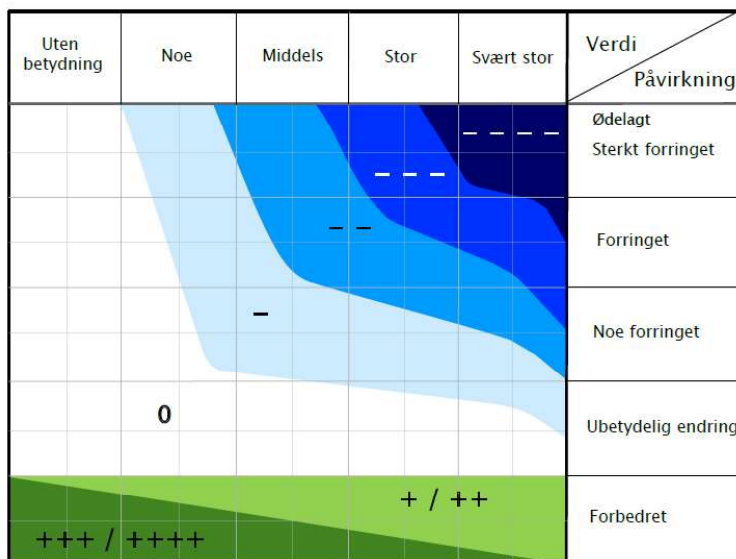 Uten betydning
Noe
Middels
Stor
Svært stor
Verdi
Påvirkning
Ødelagt
Sterkt forringet
Forringet
Noe forringet
Ubetydelig endring
Forbedret
− − − −
− − −
− −
−
0
+ / ++
+++ / ++++